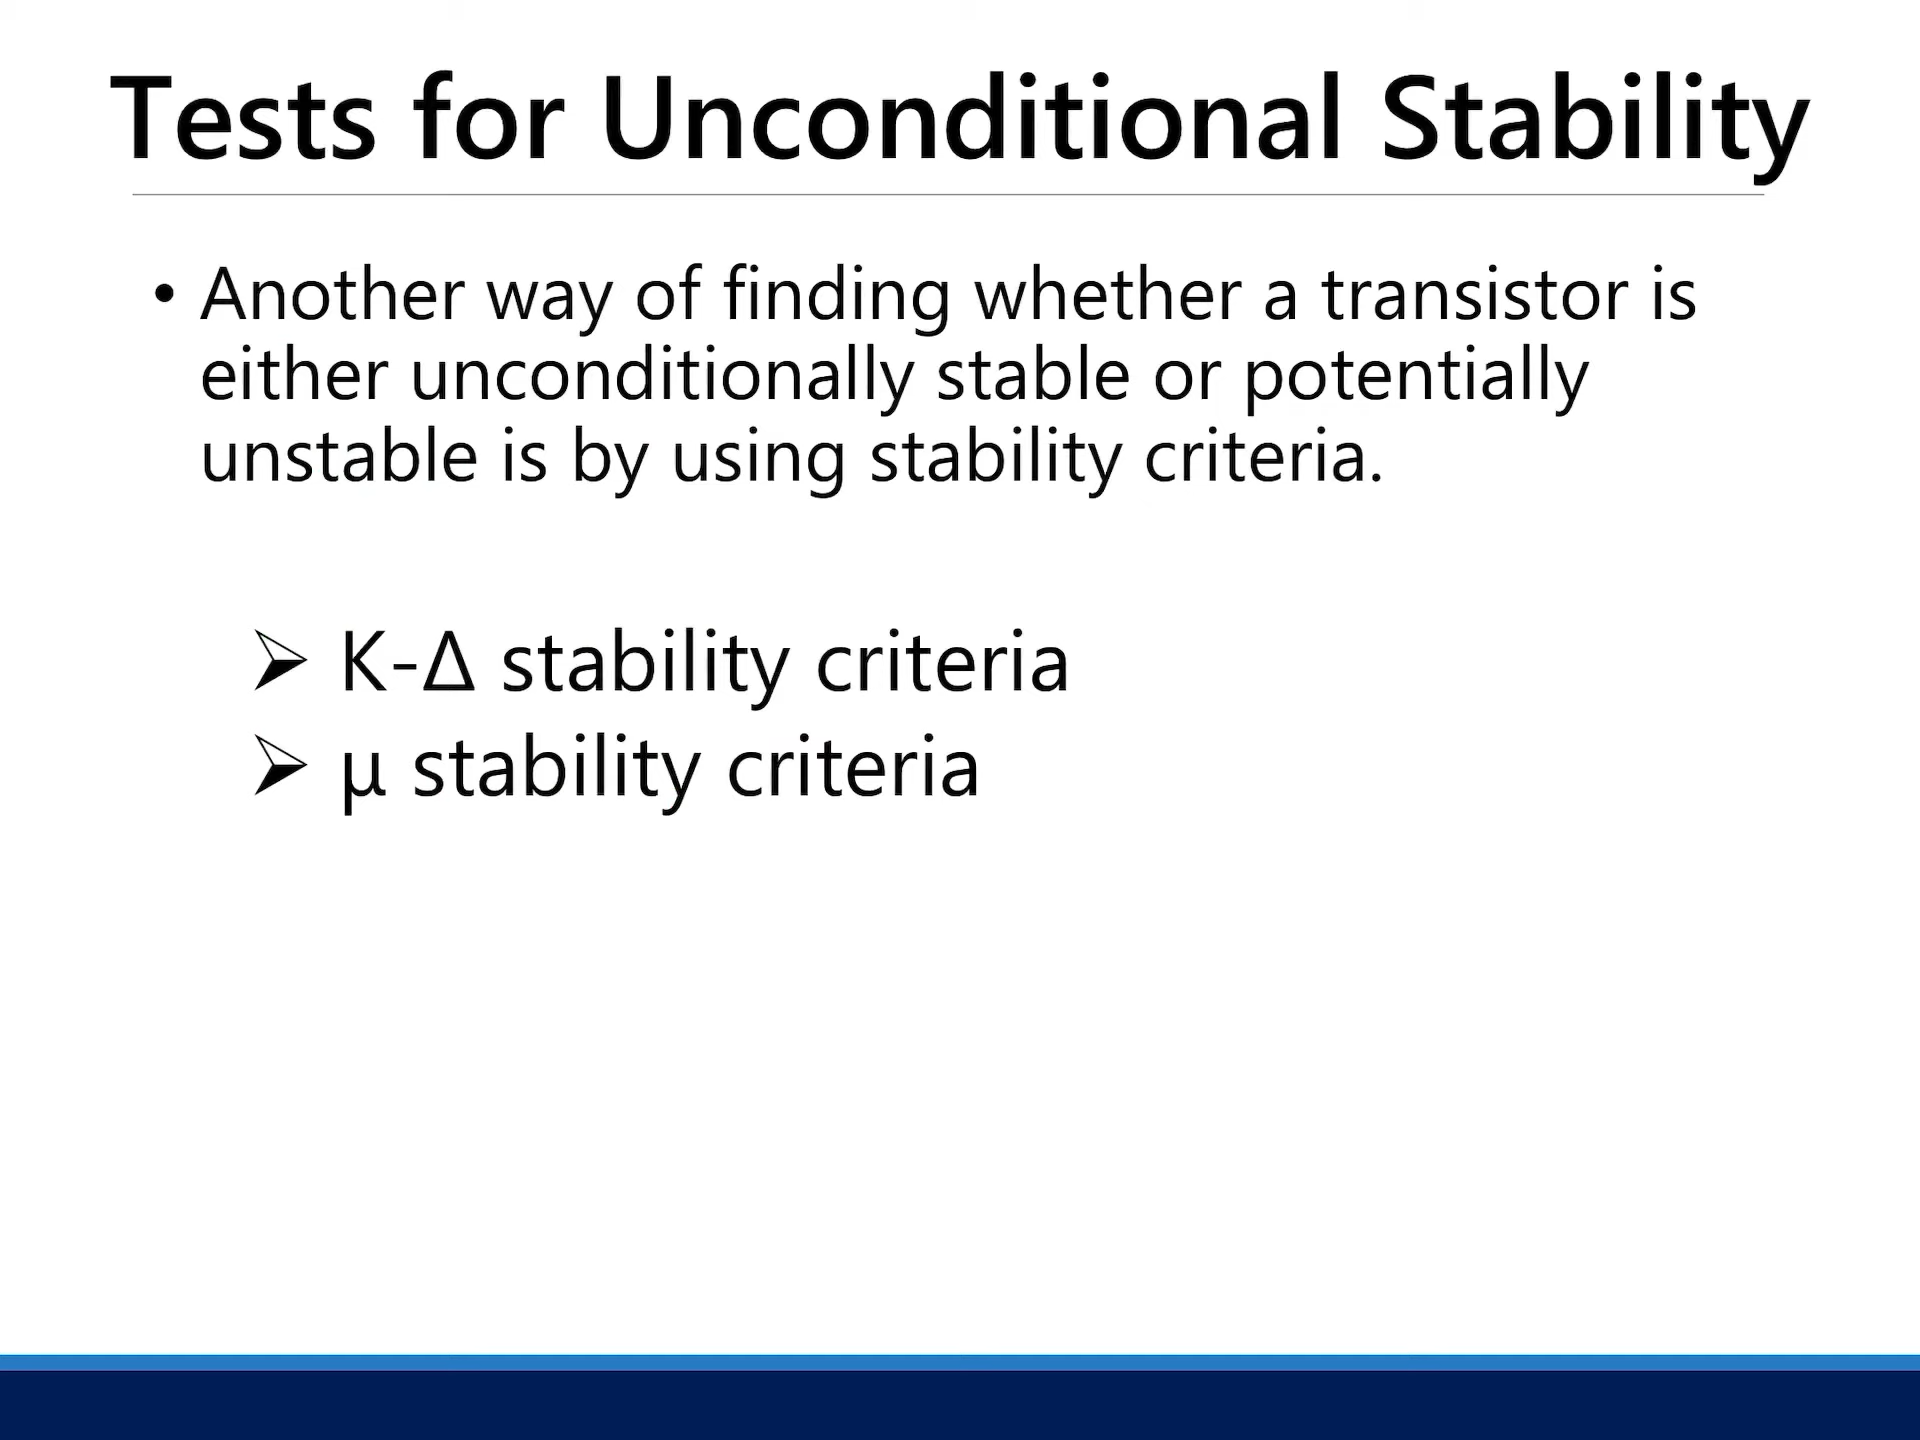 Tests for Unconditional Stability
• Another way of finding whether a transistor is
either unconditionally stable or potentially
unstable is by using stability criteria.
➢ K-Δ stability criteria
➢ μ stability criteria